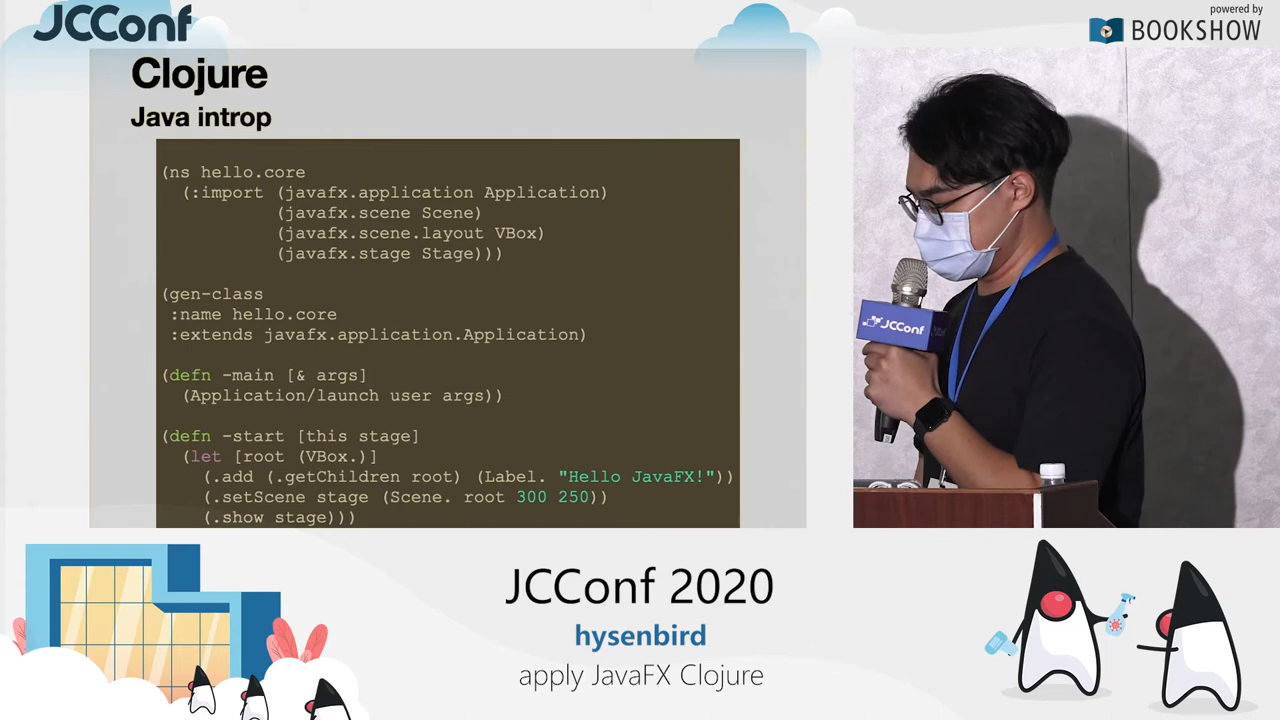 JCConf
powered by
BOOKSHOW
Clojure
Java introp
(ns hello.core
(:import (javafx.application Application)
(javafx.scene Scene)
(javafx.scene.layout VBox)
(javafx.stage Stage)))
(gen-class
:name hello.core
:extends javafx.application.Application)
(defn -main [& args]
(Application/launch user args))
(defn -start [this stage]
(let [root (VBox.)]
(.add (.getChildren root) (Label. "Hello JavaFX!"))
(.setScene stage (Scene. root 300 250))
(.show stage)))
JCConf
JCConf 2020
hysenbird
apply JavaFX Clojure